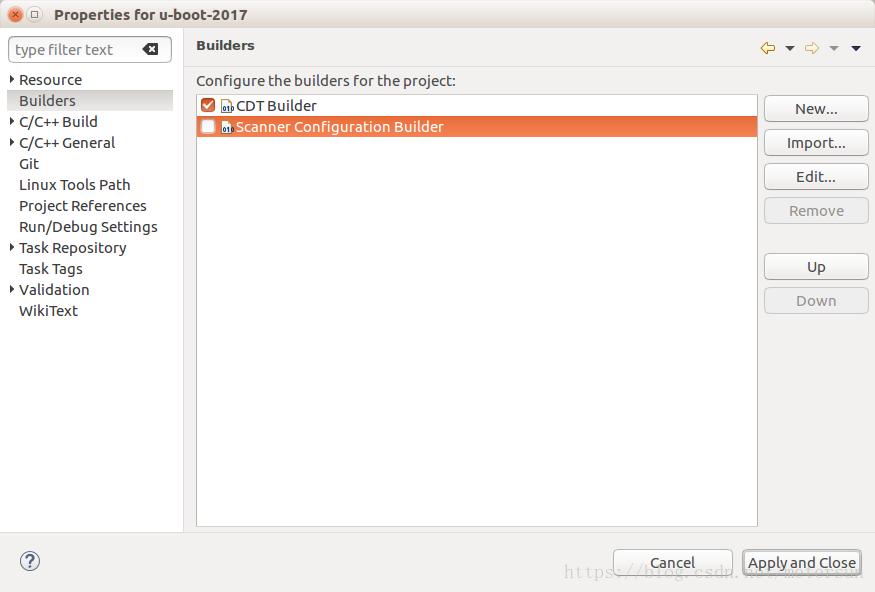 Properties for u-boot-2017
type filter text
Resource
Builders
C/C++ Build
C/C++ General
Git
Linux Tools Path
Project References
Run/Debug Settings
Task Repository
Task Tags
Validation
WikiText
Builders
Configure the builders for the project:
CDT Builder
Scanner Configuration Builder
New...
Import...
Edit...
Remove
Up
Down
Cancel
Apply and Close
https://blog.csdn.net/motorsun